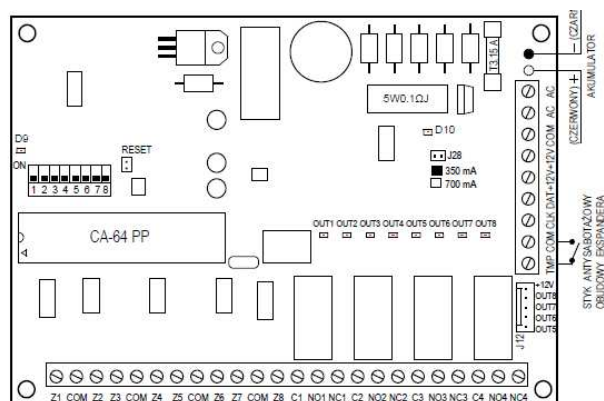 T3.15 A
(CZARN
AKUMULATOR
(CZERWONY) +
5W0.1ΩJ
D9
ON
1 2 3 4 5 6 7 8
RESET
D10
J28
350 mA
700 mA
CA-64 PP
OUT1 OUT2 OUT3 OUT4 OUT5 OUT6 OUT7 OUT8
TMP COM CLK DAT +12V +12V COM AC AC
STYK ANTYSABOTAŻOWY
OBUDOWY EKSPANDERA
+12V
OUT8
OUT7
OUT6
OUT5
J12
Z1 COM Z2 Z3 COM Z4 Z5 COM Z6 Z7 COM Z8 C1 NO1 NC1 C2 NO2 NC2 C3 NO3 NC3 C4 NO4 NC4